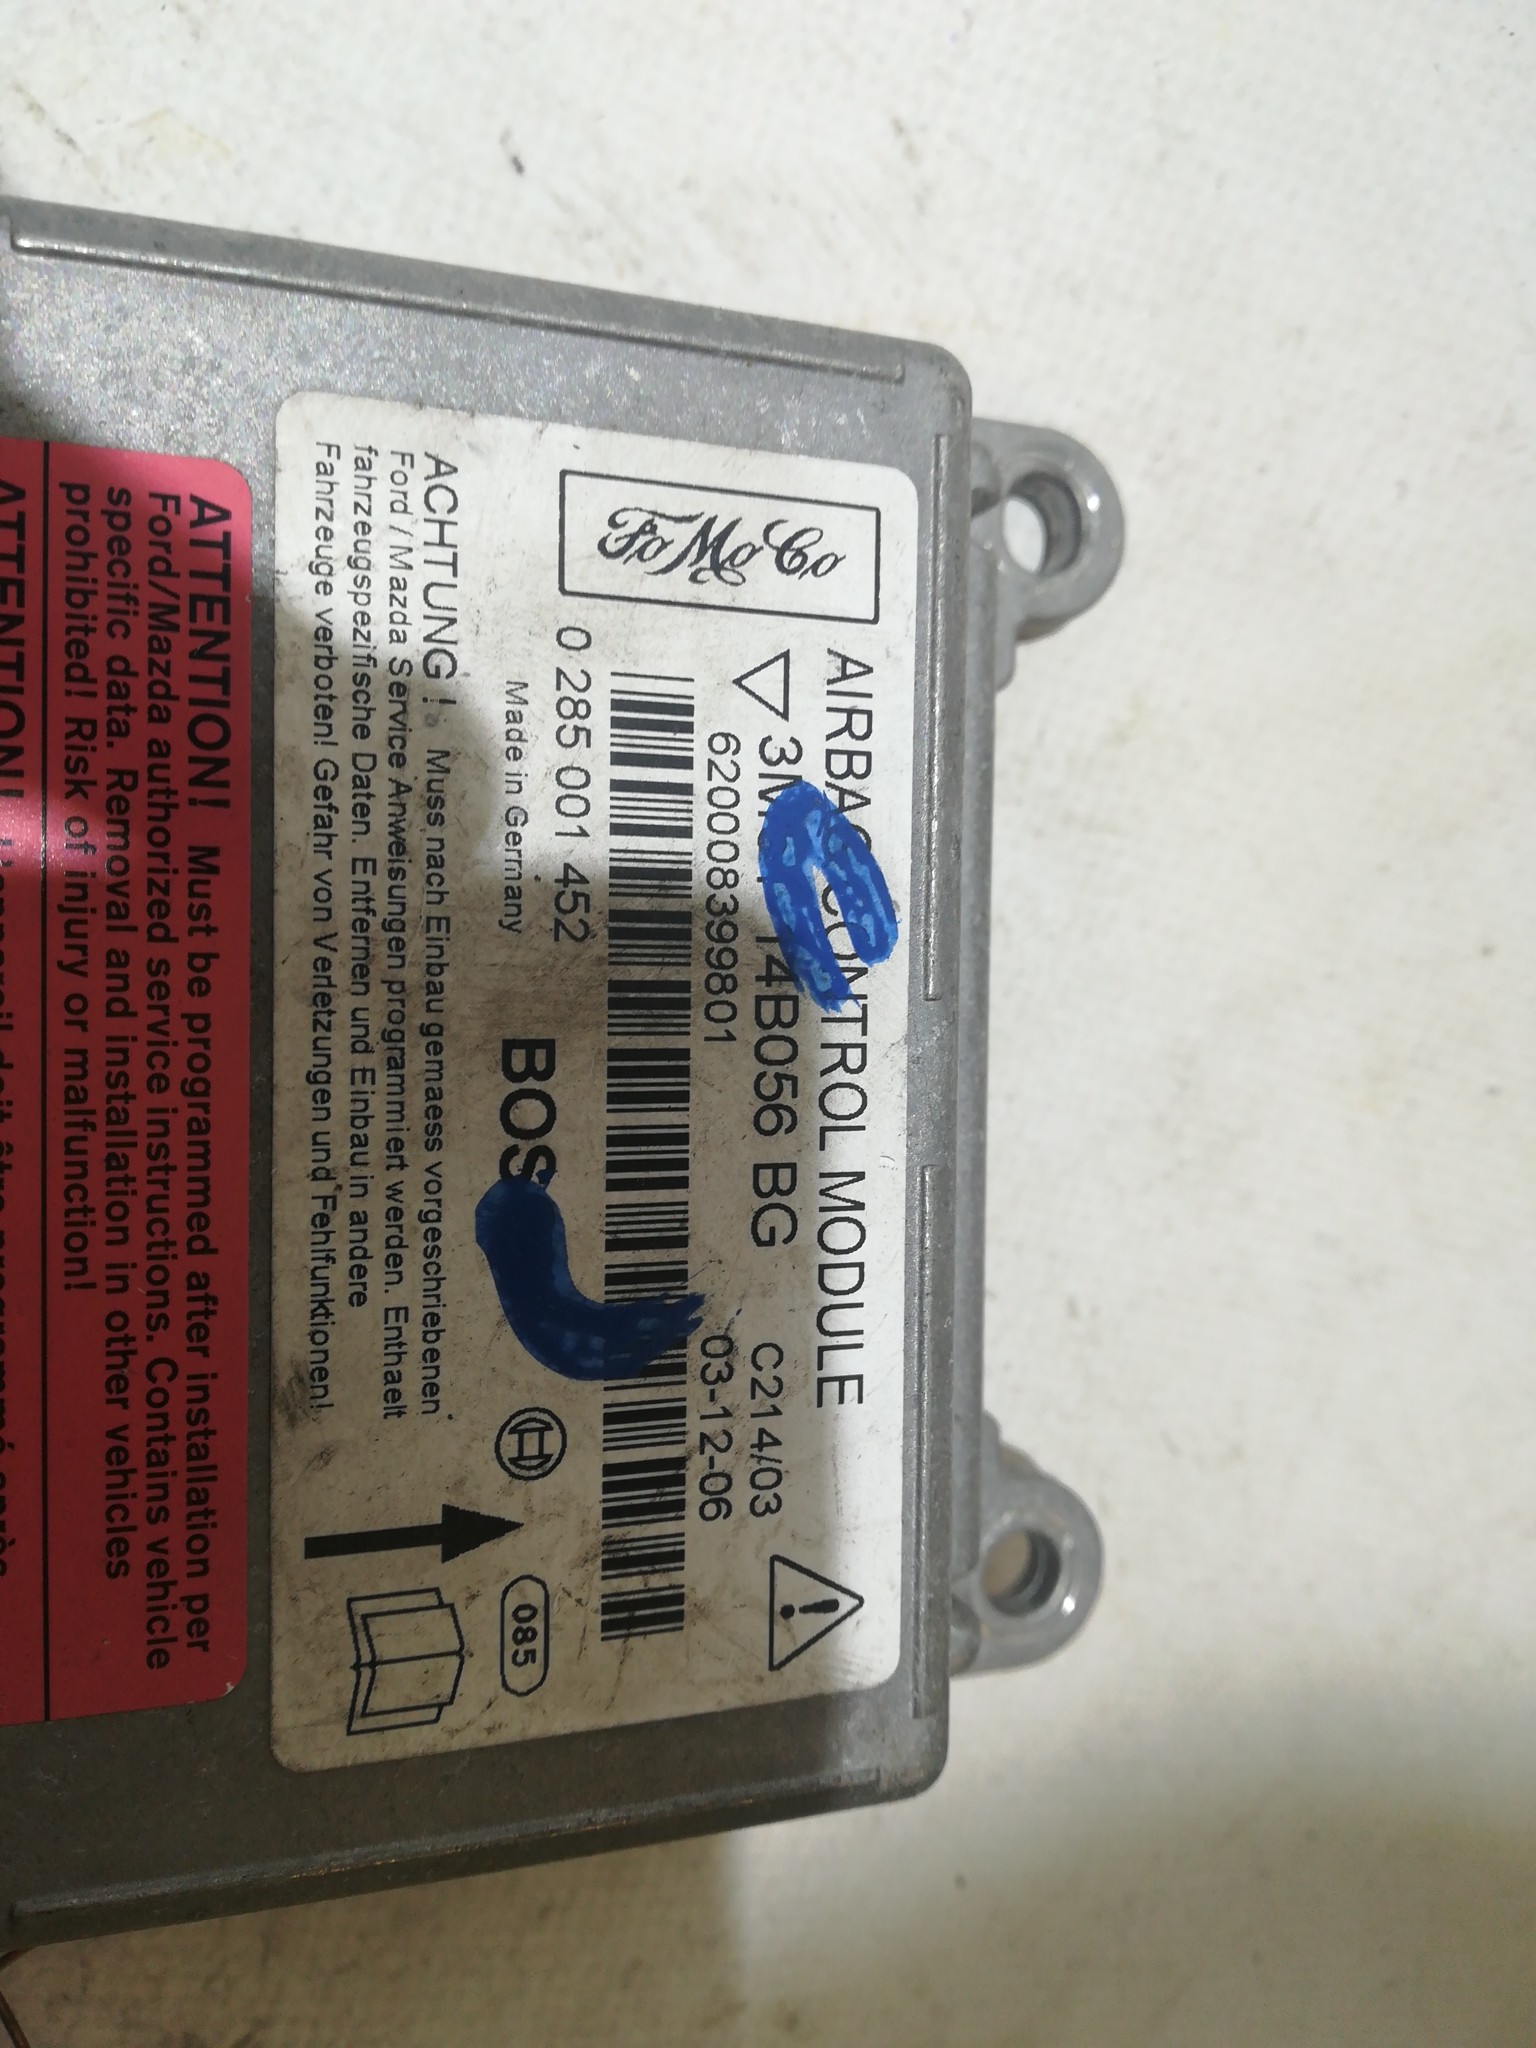 FoMoCo
AIRBAG CONTROL MODULE
14B056 BG C214/03
620008399801 03-12-06
0 285 001 452
Made in Germany
085
ACHTUNG ! Muss nach Einbau gemaess vorgeschriebenen
Ford / Mazda Service Anweisungen programmiert werden. Enthaelt
fahrzeugspezifische Daten. Entfernen und Einbau in andere
Fahrzeuge verboten! Gefahr von Verletzungen und Fehlfunktionen!
ATTENTION! Must be programmed after installation per
Ford/Mazda authorized service instructions. Contains vehicle
specific data. Removal and installation in other vehicles
prohibited! Risk of injury or malfunction!